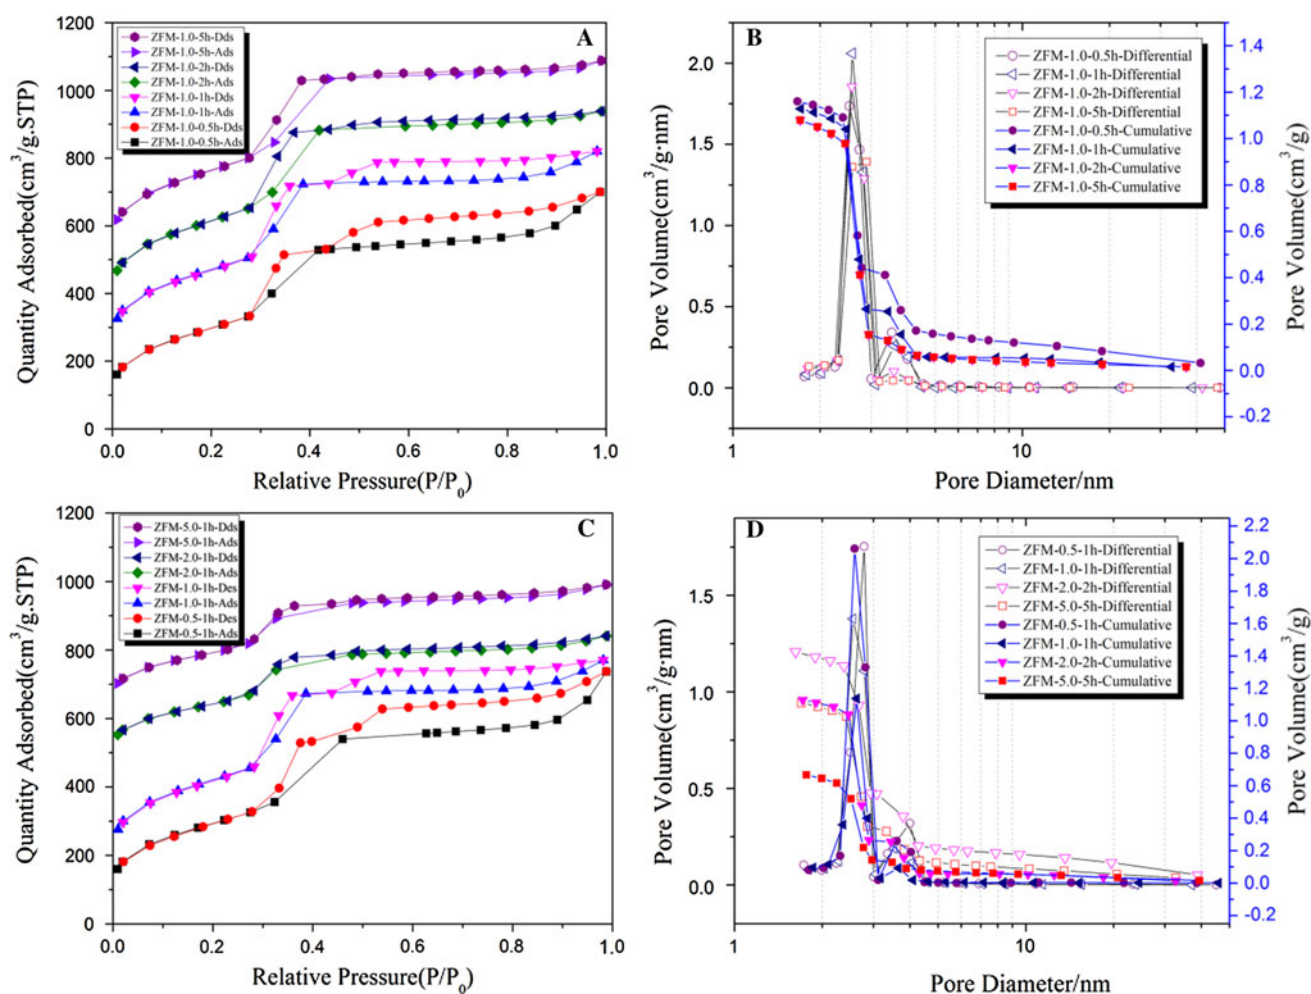 A
ZFM-1.0-5h-Dds
ZFM-1.0-5h-Ads
ZFM-1.0-2h-Dds
ZFM-1.0-2h-Ads
ZFM-1.0-1h-Dds
ZFM-1.0-1h-Ads
ZFM-1.0-0.5h-Dds
ZFM-1.0-0.5h-Ads
1200
1000
800
600
400
200
0
Quantity Adsorbed(cm³/g.STP)
0.0 0.2 0.4 0.6 0.8 1.0
Relative Pressure(P/P₀)
B
ZFM-1.0-0.5h-Differential
ZFM-1.0-1h-Differential
ZFM-1.0-2h-Differential
ZFM-1.0-5h-Differential
ZFM-1.0-0.5h-Cumulative
ZFM-1.0-1h-Cumulative
ZFM-1.0-2h-Cumulative
ZFM-1.0-5h-Cumulative
2.0
1.5
1.0
0.5
0.0
Pore Volume(cm³/g·nm)
1.4
1.2
1.0
0.8
0.6
0.4
0.2
0.0
-0.2
Pore Volume(cm³/g)
1 10
Pore Diameter/nm
C
ZFM-5.0-1h-Dds
ZFM-5.0-1h-Ads
ZFM-2.0-1h-Dds
ZFM-2.0-1h-Ads
ZFM-1.0-1h-Des
ZFM-1.0-1h-Ads
ZFM-0.5-1h-Des
ZFM-0.5-1h-Ads
1200
1000
800
600
400
200
0
Quantity Adsorbed(cm³/g.STP)
0.0 0.2 0.4 0.6 0.8 1.0
Relative Pressure(P/P₀)
D
ZFM-0.5-1h-Differential
ZFM-1.0-1h-Differential
ZFM-2.0-2h-Differential
ZFM-5.0-5h-Differential
ZFM-0.5-1h-Cumulative
ZFM-1.0-1h-Cumulative
ZFM-2.0-2h-Cumulative
ZFM-5.0-5h-Cumulative
1.5
1.0
0.5
0.0
Pore Volume(cm³/g·nm)
2.2
2.0
1.8
1.6
1.4
1.2
1.0
0.8
0.6
0.4
0.2
0.0
-0.2
Pore Volume(cm³/g)
1 10
Pore Diameter/nm